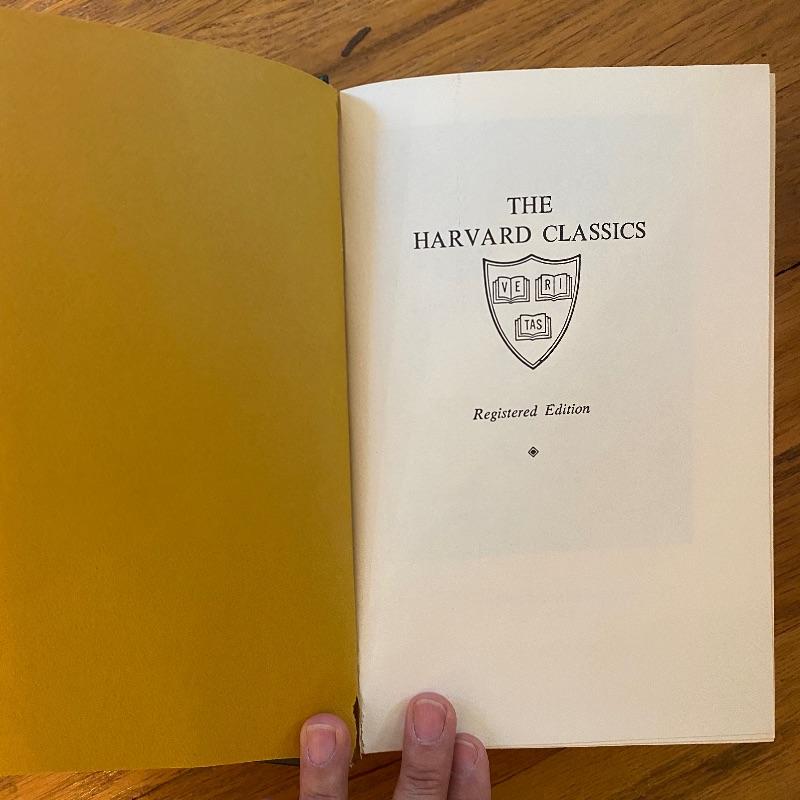 THE
HARVARD CLASSICS
VE RI
TAS
Registered Edition